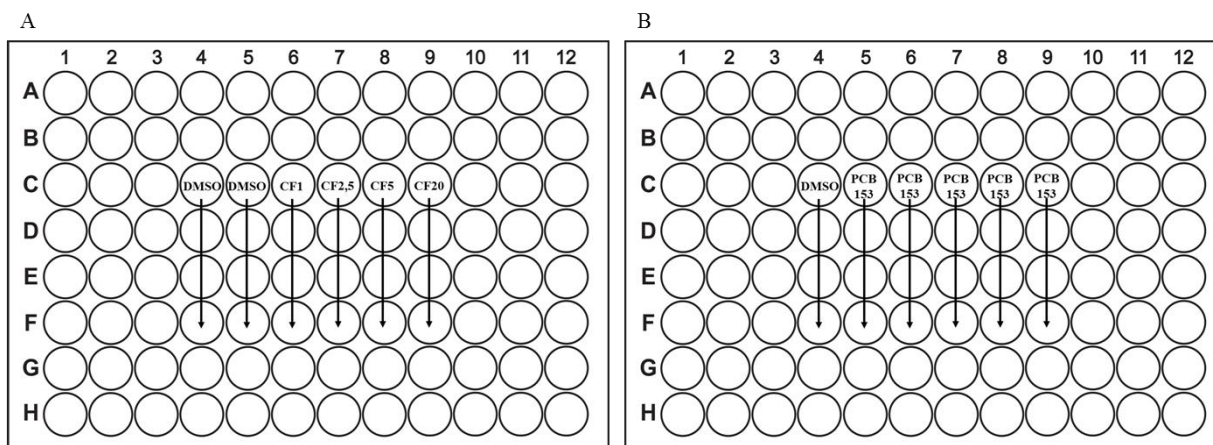 A
1 2 3 4 5 6 7 8 9 10 11 12
A
B
C DMSO DMSO CF1 CF2,5 CF5 CF20
D
E
F
G
H
B
1 2 3 4 5 6 7 8 9 10 11 12
A
B
C DMSO PCB PCB PCB PCB PCB
153 153 153 153 153
D
E
F
G
H